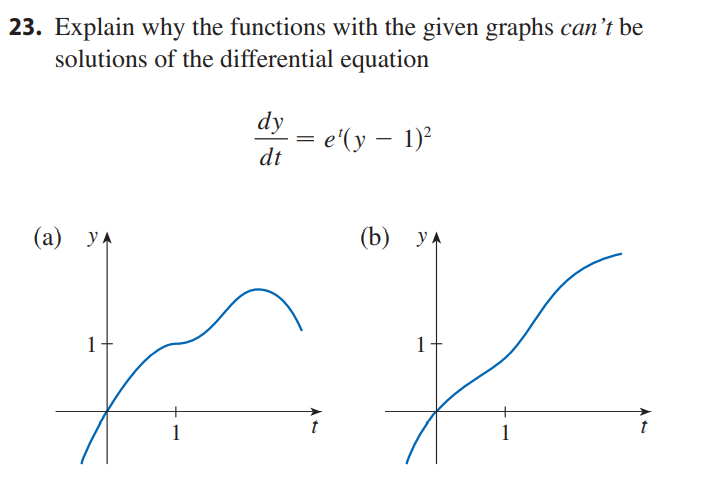 23. Explain why the functions with the given graphs can't be
solutions of the differential equation
dy/dt = eᵗ(y − 1)²
(a) y
1
1
t
(b) y
1
1
t